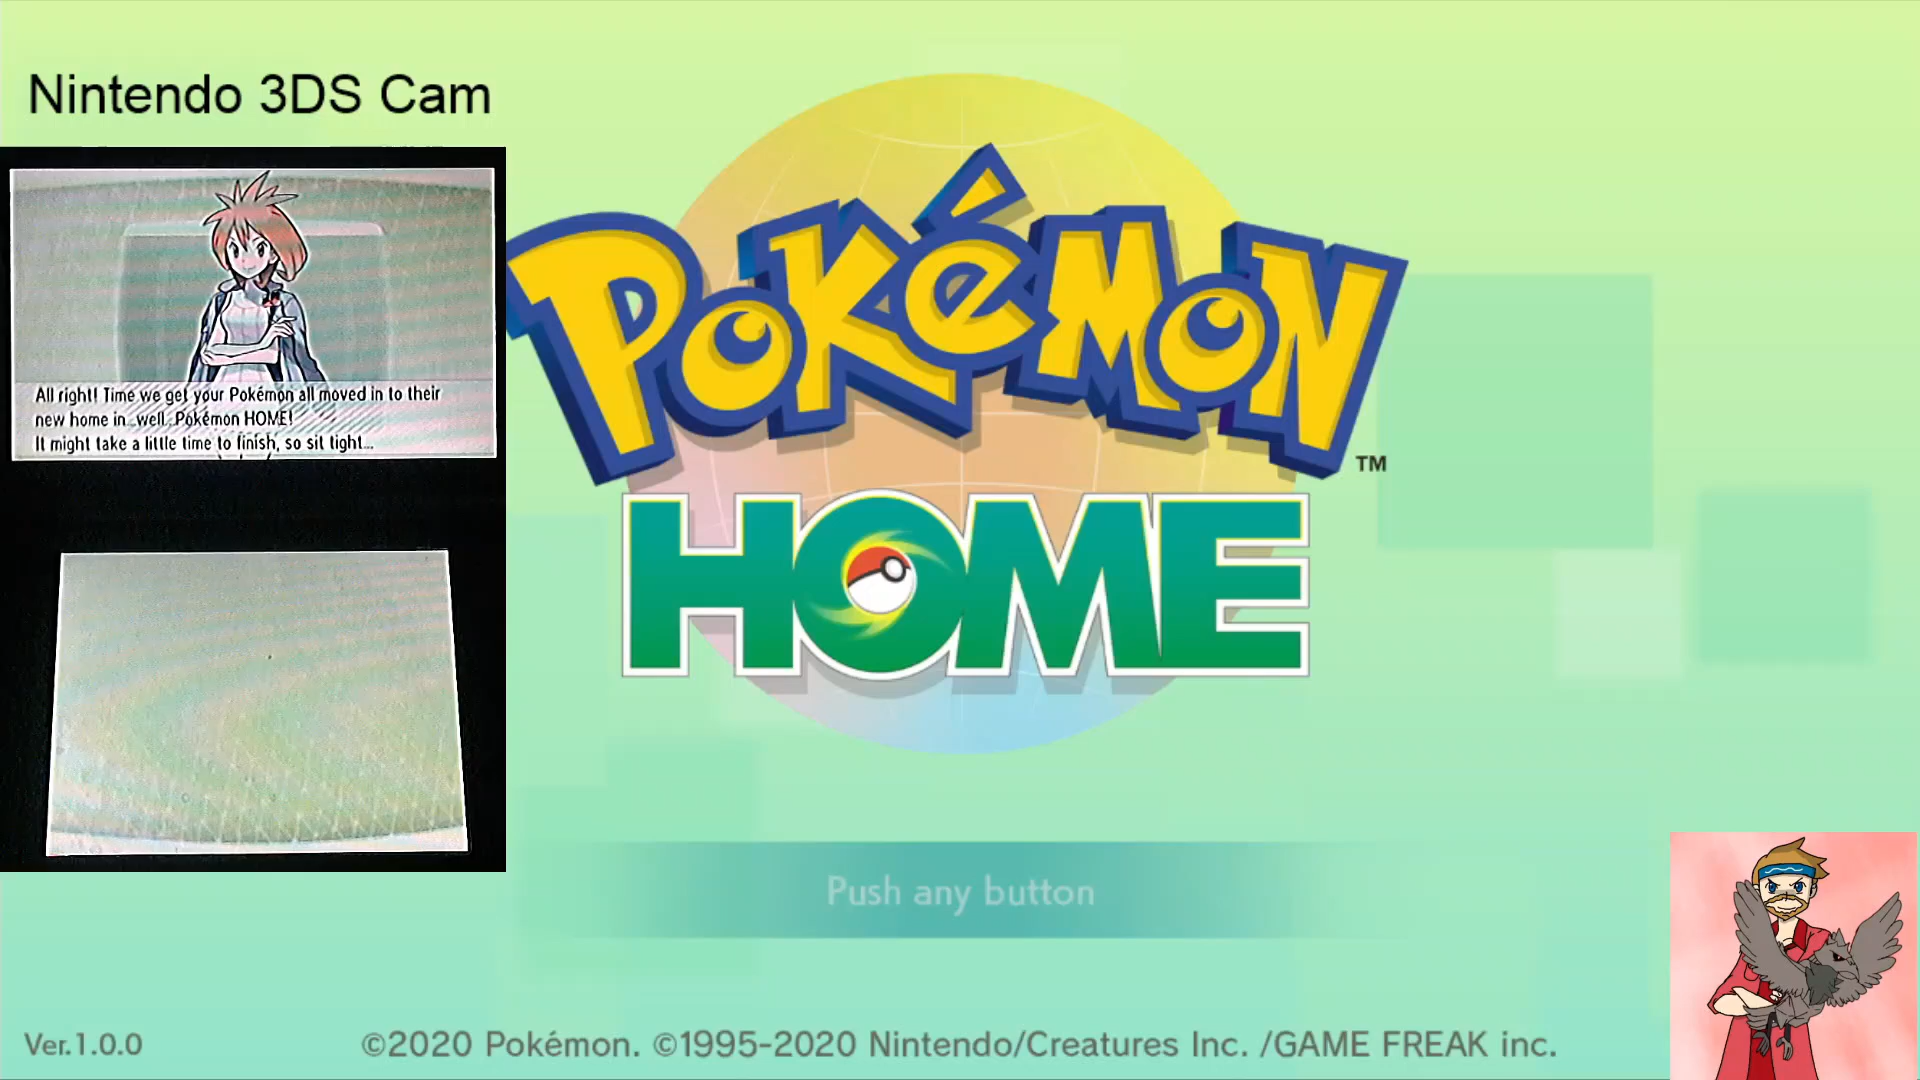 Nintendo 3DS Cam
All right! Time we get your Pokémon all moved in to their
new home in...well...Pokémon HOME!
It might take a little time to finish, so sit tight...
POKéMON
TM
HOME
Push any button
Ver.1.0.0
©2020 Pokémon. ©1995-2020 Nintendo/Creatures Inc. /GAME FREAK inc.